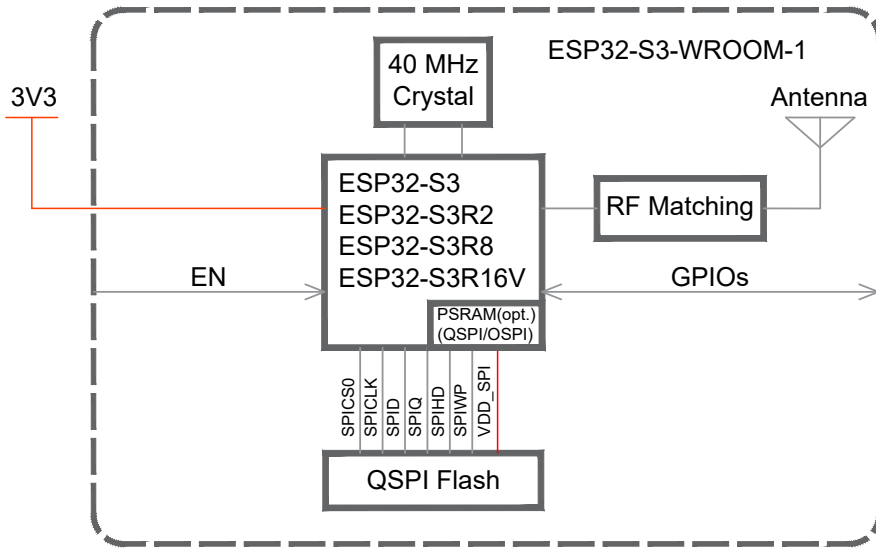 ESP32-S3-WROOM-1
40 MHz
Crystal
3V3
Antenna
ESP32-S3
ESP32-S3R2
ESP32-S3R8
ESP32-S3R16V
RF Matching
EN
GPIOs
PSRAM(opt.)
(QSPI/OSPI)
SPICS0
SPICLK
SPID
SPIQ
SPIHD
SPIWP
VDD_SPI
QSPI Flash